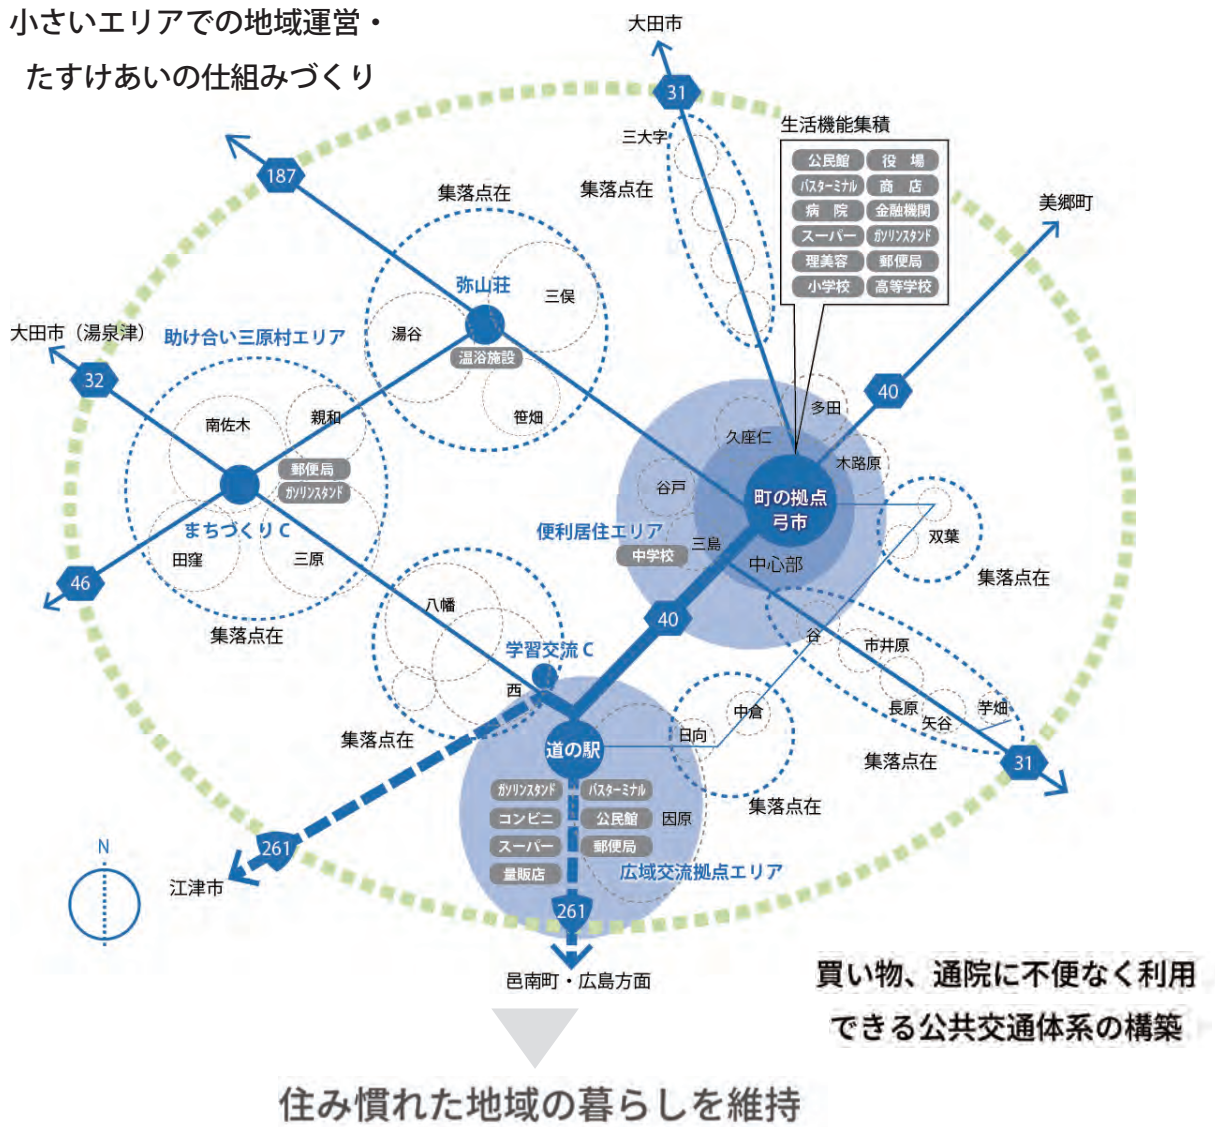 小さいエリアでの地域運営・
たすけあいの仕組みづくり
大田市
31
三大字
集落点在
生活機能集積
公民館
役　場
バスターミナル
商　店
病　院
金融機関
スーパー
ガソリンスタンド
理美容
郵便局
小学校
高等学校
美郷町
40
187
集落点在
弥山荘
三俣
湯谷
温浴施設
笹畑
大田市（湯泉津）
32
助け合い三原村エリア
南佐木
親和
郵便局
ガソリンスタンド
まちづくりC
田窪
三原
46
集落点在
多田
久座仁
木路原
谷戸
町の拠点
弓市
便利居住エリア
中学校
三島
中心部
双葉
集落点在
40
八幡
学習交流C
西
集落点在
谷
市井原
長原
矢谷
芋畑
集落点在
31
中倉
日向
集落点在
道の駅
ガソリンスタンド
バスターミナル
コンビニ
公民館
因原
スーパー
郵便局
量販店
広域交流拠点エリア
261
江津市
N
261
邑南町・広島方面
買い物、通院に不便なく利用
できる公共交通体系の構築
住み慣れた地域の暮らしを維持